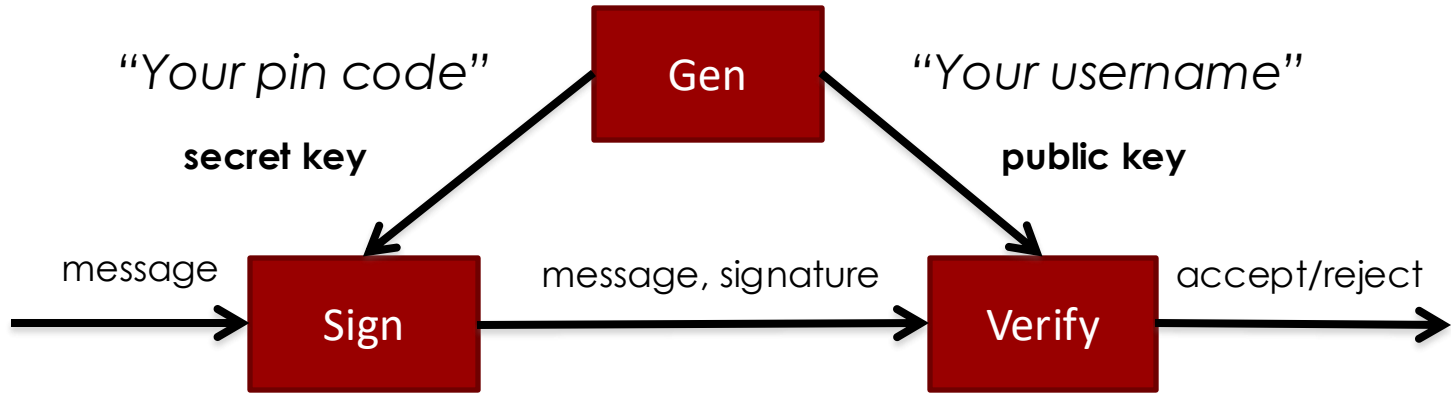 “Your pin code”
Gen
“Your username”
secret key
public key
message
message, signature
accept/reject
Sign
Verify